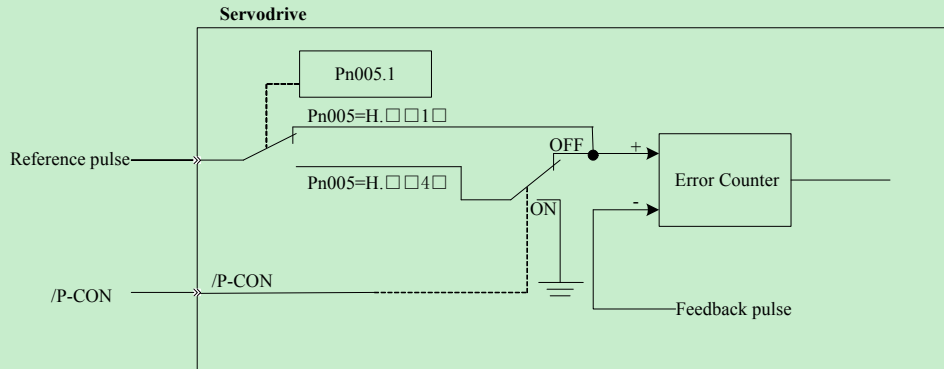 Servodrive
Pn005.1
Pn005=H.□□1□
Reference pulse
OFF
+
Error Counter
Pn005=H.□□4□
-
ON
/P-CON
/P-CON
Feedback pulse